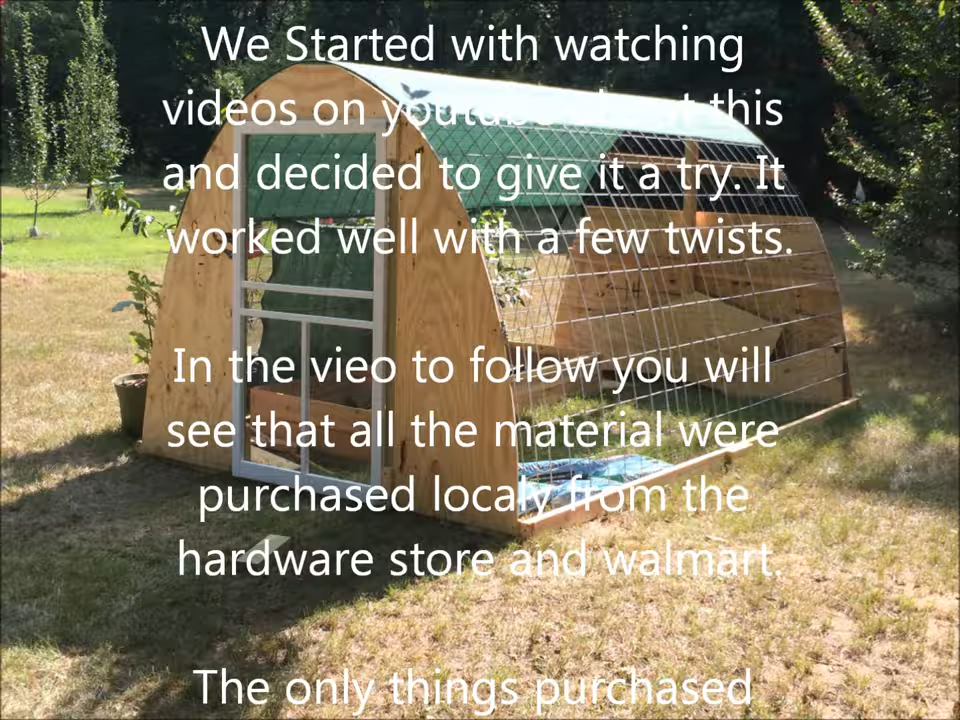 We Started with watching
videos on youtube about this
and decided to give it a try. It
worked well with a few twists.
In the vieo to follow you will
see that all the material were
purchased localy from the
hardware store and walmart.
The only things purchased